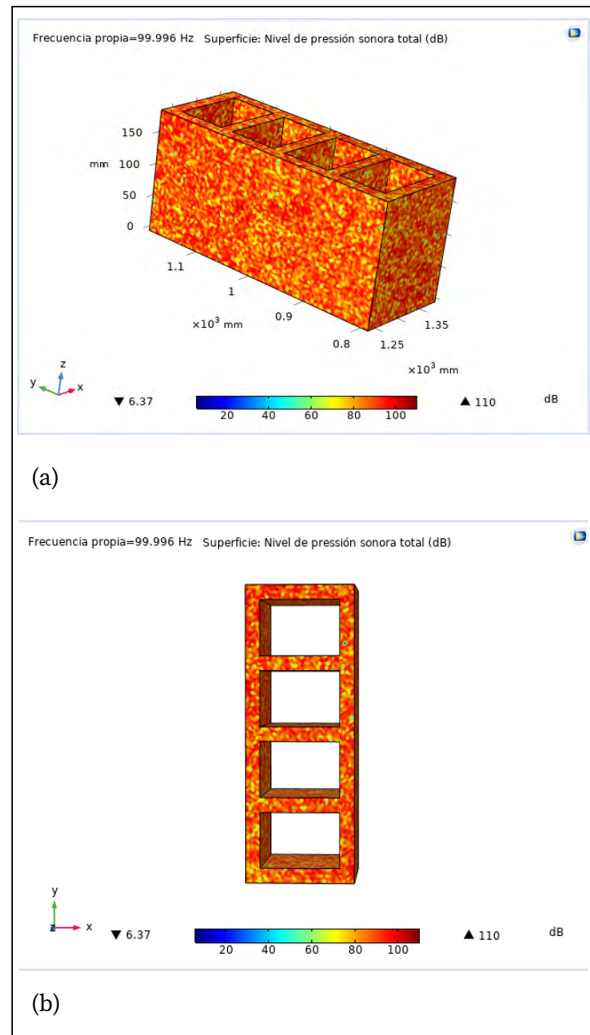 Frecuencia propia=99.996 Hz Superficie: Nivel de pressión sonora total (dB)
150
mm 100
50
0
1.1
1
0.9
0.8
×10³ mm
1.35
1.25
×10³ mm
z
y x
▼ 6.37
20 40 60 80 100
▲ 110
dB
(a)
Frecuencia propia=99.996 Hz Superficie: Nivel de pressión sonora total (dB)
y
z x
▼ 6.37
20 40 60 80 100
▲ 110
dB
(b)